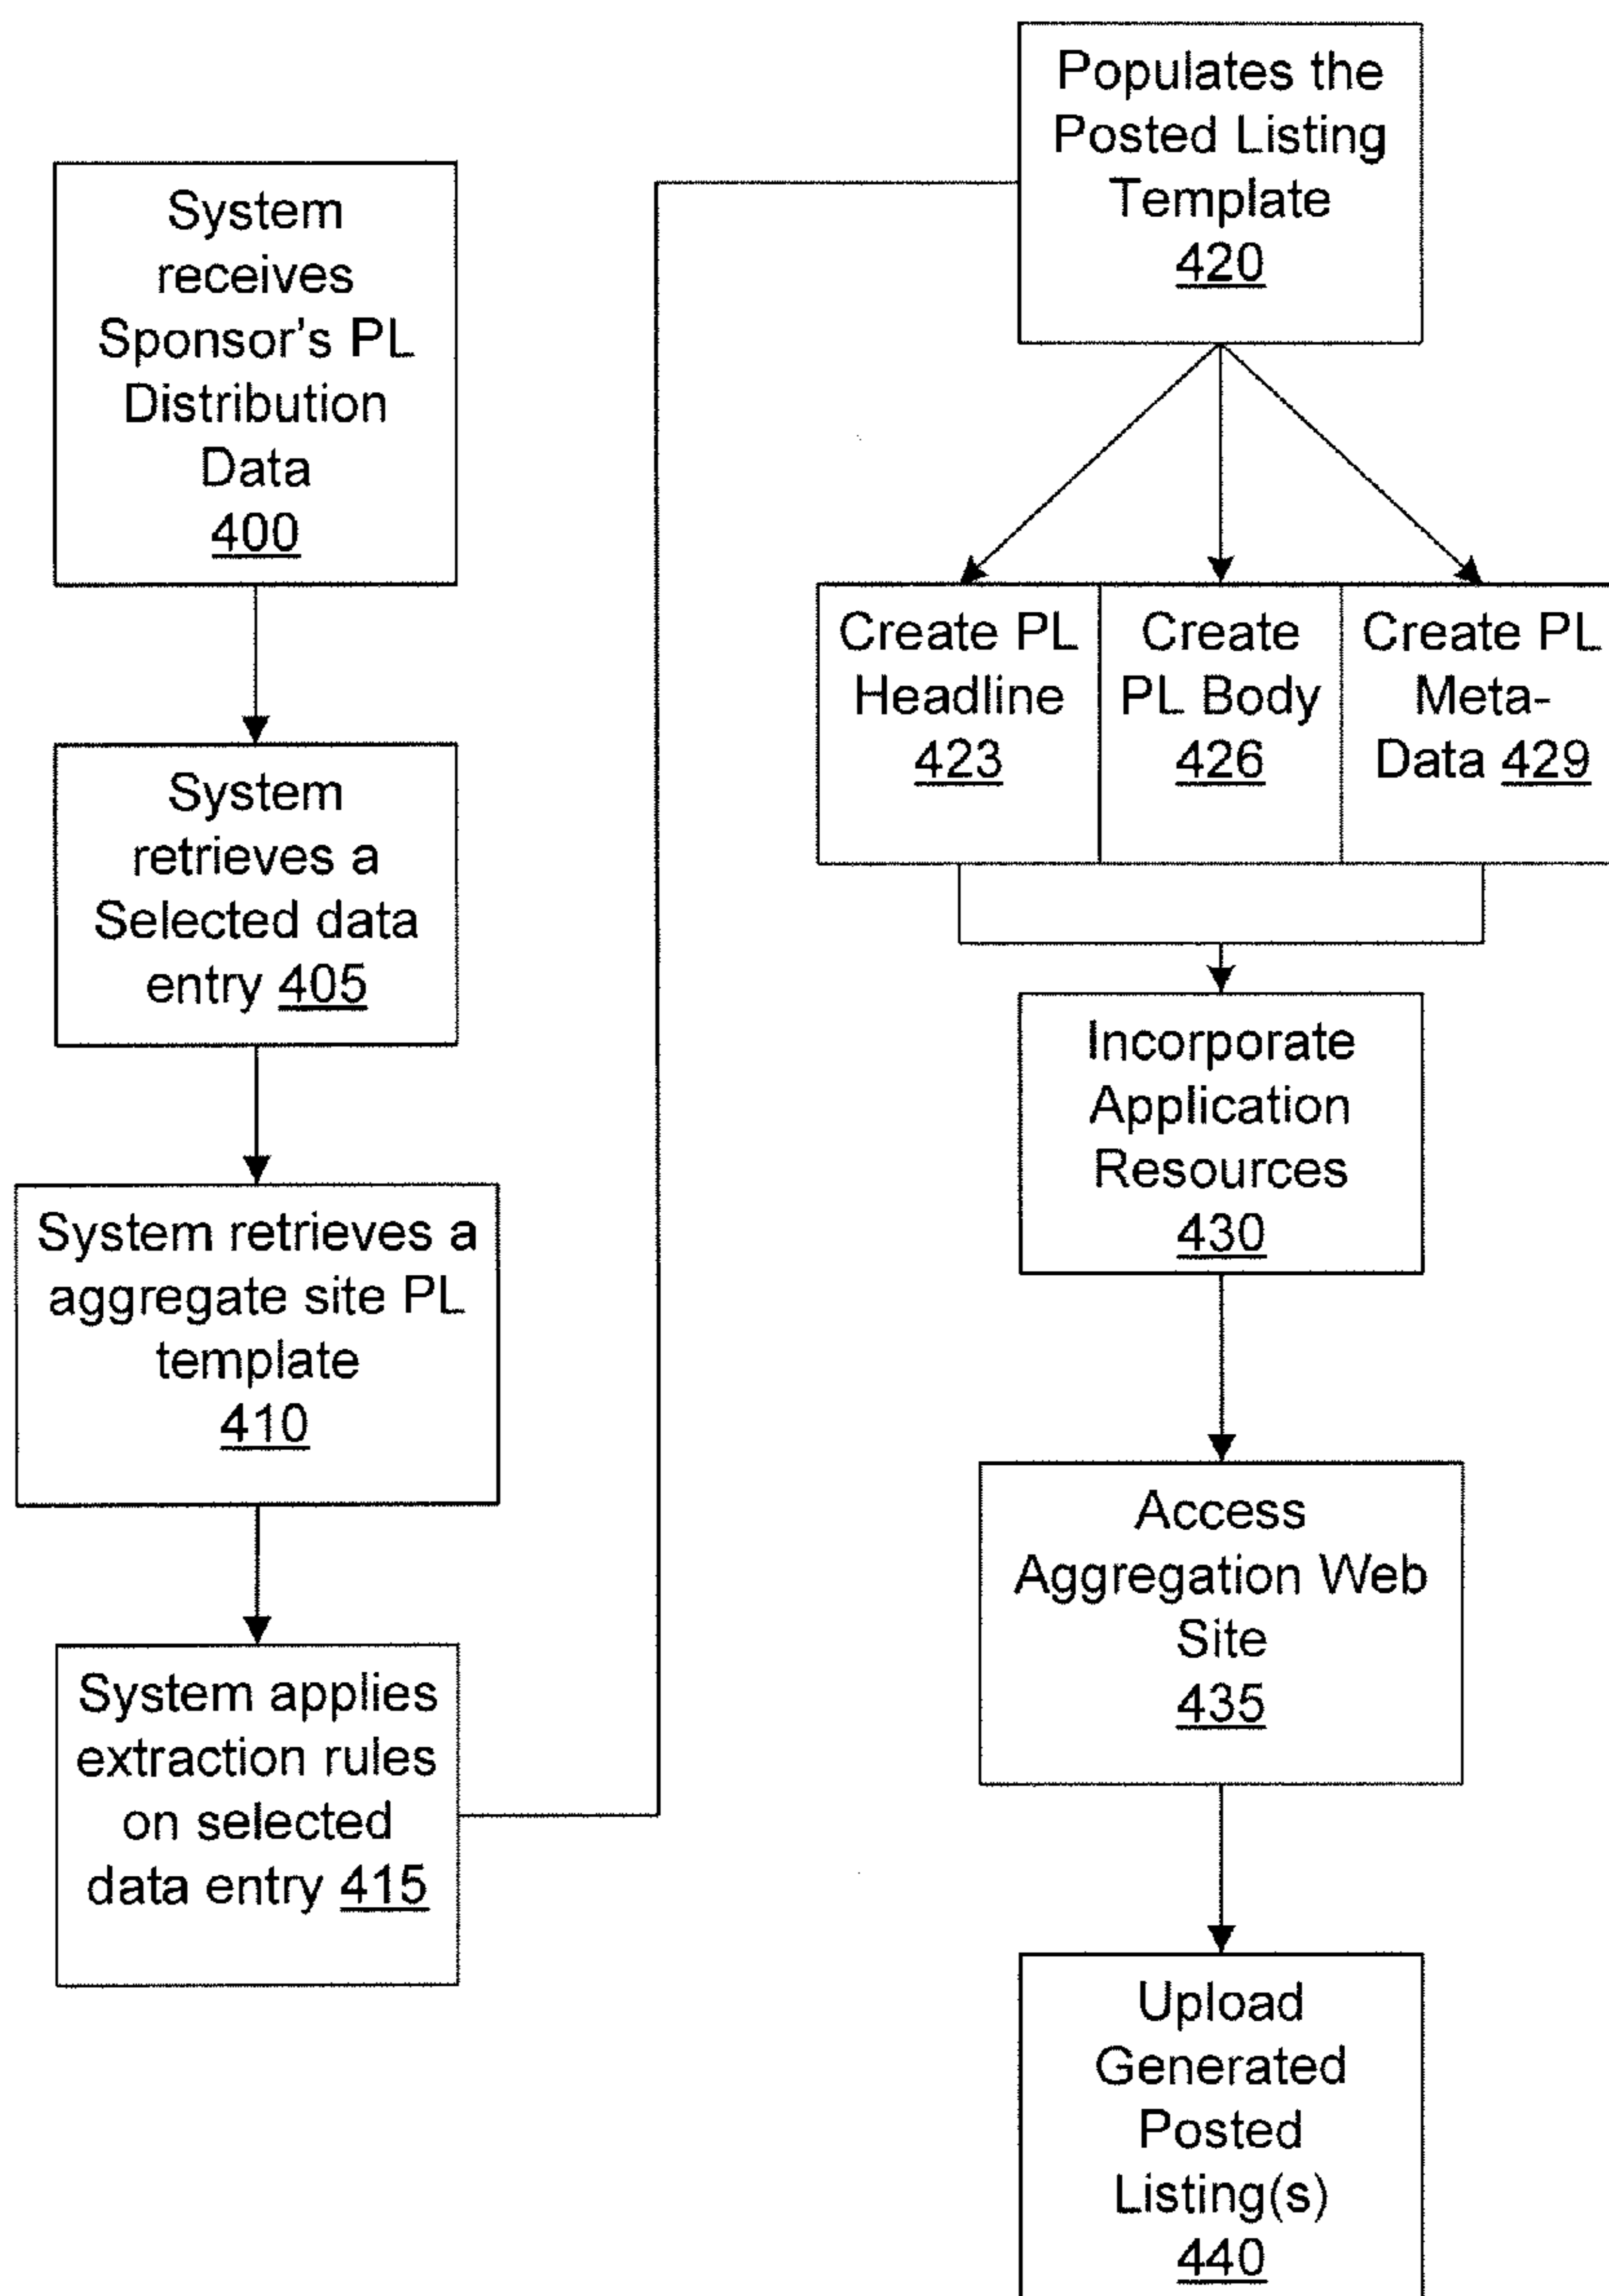 System
receives
Sponsor's PL
Distribution
Data
400
System
retrieves a
Selected data
entry 405
System retrieves a
aggregate site PL
template
410
System applies
extraction rules
on selected
data entry 415
Populates the
Posted Listing
Template
420
Create PL
Headline
423
Create
PL Body
426
Create PL
Meta-
Data 429
Incorporate
Application
Resources
430
Access
Aggregation Web
Site
435
Upload
Generated
Posted
Listing(s)
440